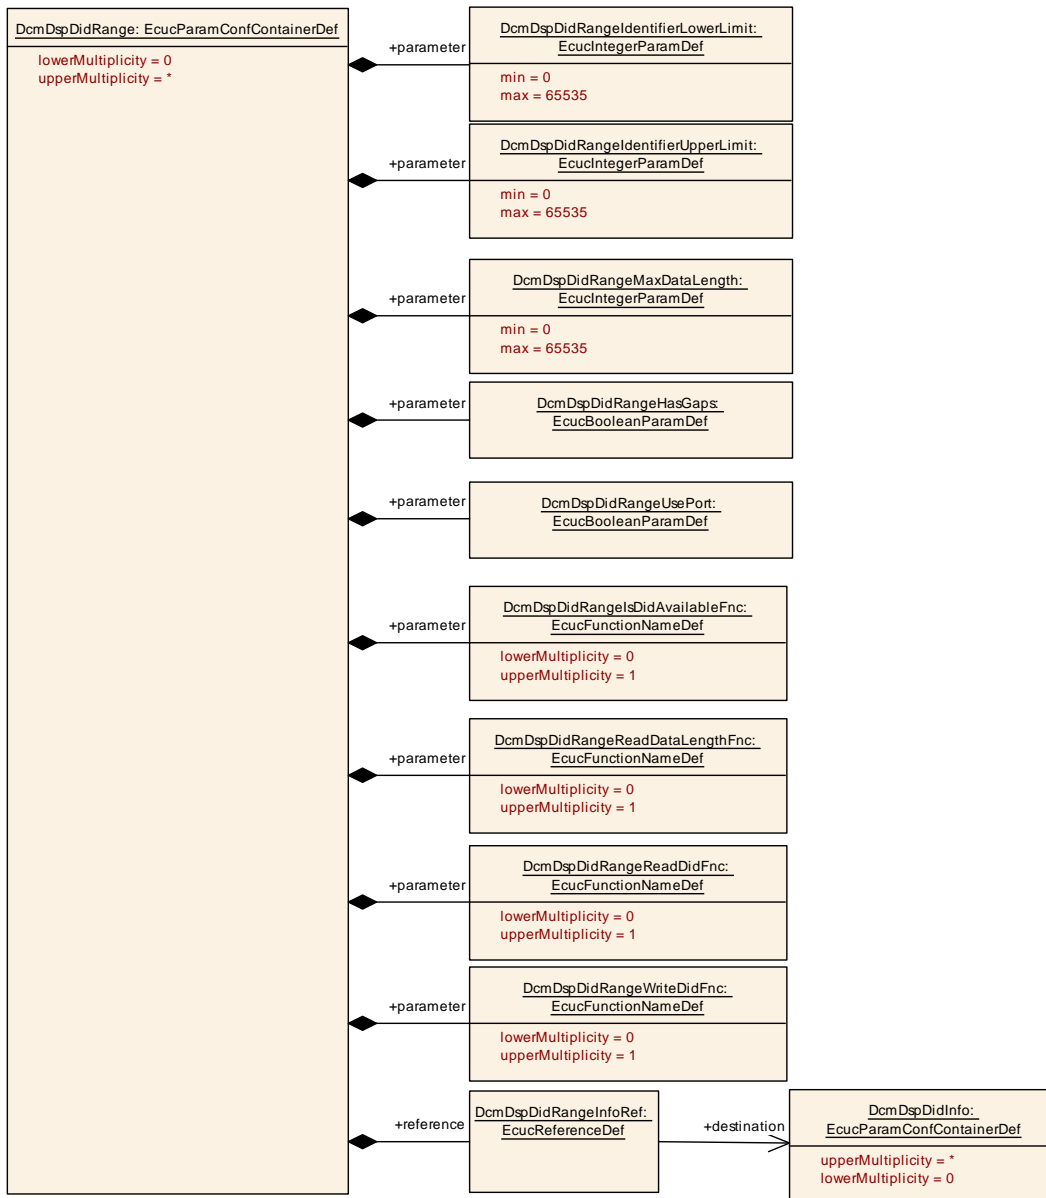 DcmDspDidRange: EcucParamConfContainerDef
lowerMultiplicity = 0
upperMultiplicity = *
+parameter
DcmDspDidRangeIdentifierLowerLimit:
EcucIntegerParamDef
min = 0
max = 65535
+parameter
DcmDspDidRangeIdentifierUpperLimit:
EcucIntegerParamDef
min = 0
max = 65535
+parameter
DcmDspDidRangeMaxDataLength:
EcucIntegerParamDef
min = 0
max = 65535
+parameter
DcmDspDidRangeHasGaps:
EcucBooleanParamDef
+parameter
DcmDspDidRangeUsePort:
EcucBooleanParamDef
+parameter
DcmDspDidRangeIsDidAvailableFnc:
EcucFunctionNameDef
lowerMultiplicity = 0
upperMultiplicity = 1
+parameter
DcmDspDidRangeReadDataLengthFnc:
EcucFunctionNameDef
lowerMultiplicity = 0
upperMultiplicity = 1
+parameter
DcmDspDidRangeReadDidFnc:
EcucFunctionNameDef
lowerMultiplicity = 0
upperMultiplicity = 1
+parameter
DcmDspDidRangeWriteDidFnc:
EcucFunctionNameDef
lowerMultiplicity = 0
upperMultiplicity = 1
+reference
DcmDspDidRangeInfoRef:
EcucReferenceDef
+destination
DcmDspDidInfo:
EcucParamConfContainerDef
upperMultiplicity = *
lowerMultiplicity = 0